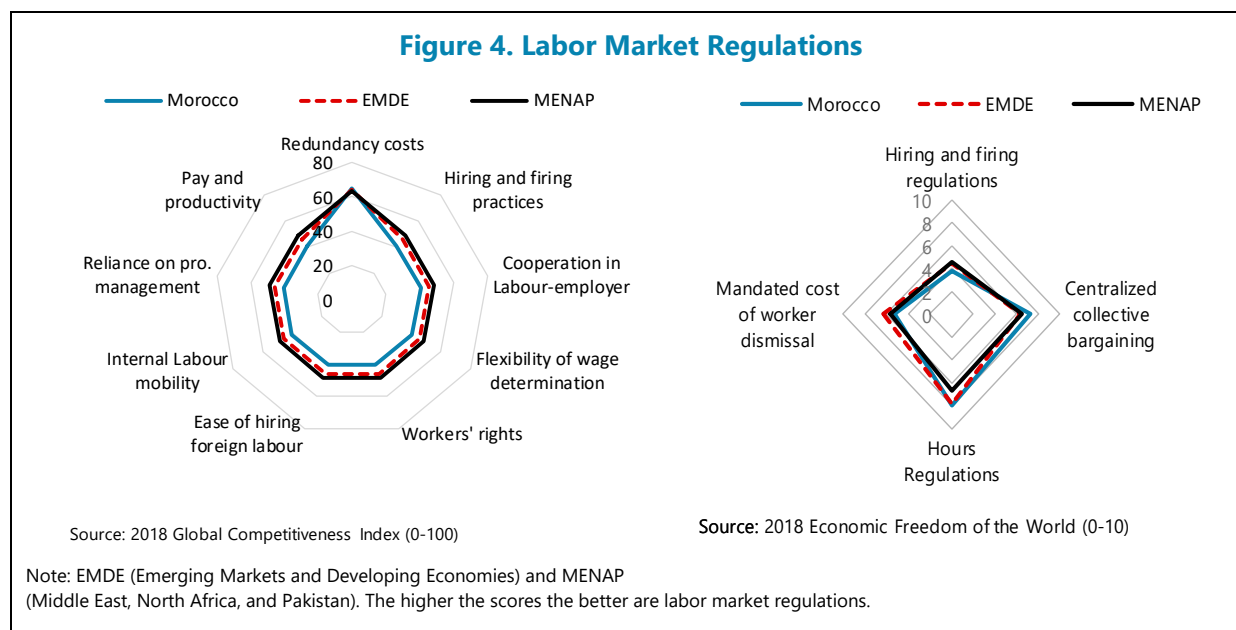 Figure 4. Labor Market Regulations
Morocco EMDE MENAP
Redundancy costs
80
60
40
20
0
Hiring and firing
practices
Cooperation in
Labour-employer
Flexibility of wage
determination
Workers' rights
Ease of hiring
foreign labour
Internal Labour
mobility
Reliance on pro.
management
Pay and
productivity
Source: 2018 Global Competitiveness Index (0-100)
Morocco EMDE MENAP
Hiring and firing
regulations
10
8
6
4
2
0
Centralized
collective
bargaining
Hours
Regulations
Mandated cost
of worker
dismissal
Source: 2018 Economic Freedom of the World (0-10)
Note: EMDE (Emerging Markets and Developing Economies) and MENAP
(Middle East, North Africa, and Pakistan). The higher the scores the better are labor market regulations.